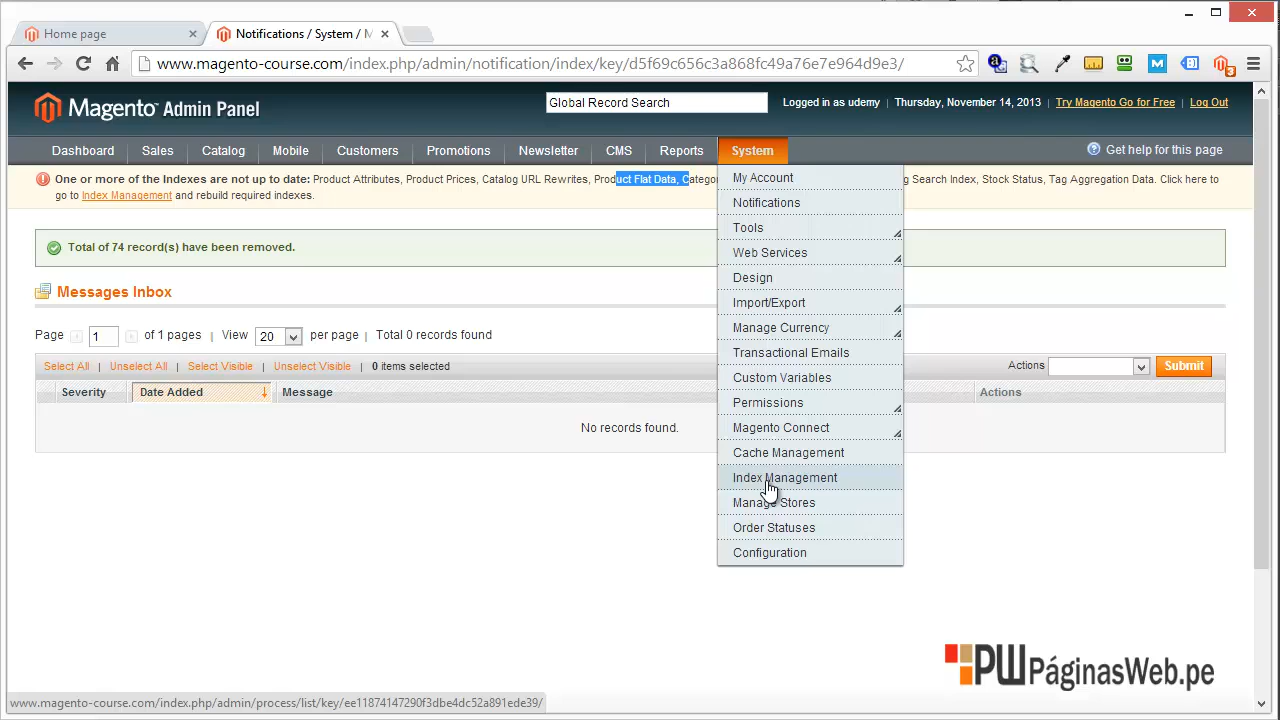 Home page
Notifications / System / M
www.magento-course.com/index.php/admin/notification/index/key/d5f69c656c3a868fc49a76e7e964d9e3/
3
Magento Admin Panel
Global Record Search
Logged in as udemy | Thursday, November 14, 2013 | Try Magento Go for Free | Log Out
Dashboard Sales Catalog Mobile Customers Promotions Newsletter CMS Reports System
Get help for this page
One or more of the Indexes are not up to date: Product Attributes, Product Prices, Catalog URL Rewrites, Product Flat Data, Categor
g Search Index, Stock Status, Tag Aggregation Data. Click here to
go to Index Management and rebuild required indexes.
My Account
Notifications
Tools
Web Services
Design
Import/Export
Manage Currency
Transactional Emails
Custom Variables
Permissions
Magento Connect
Cache Management
Index Management
Manage Stores
Order Statuses
Configuration
Total of 74 record(s) have been removed.
Messages Inbox
Page 1 of 1 pages | View 20 per page | Total 0 records found
Select All | Unselect All | Select Visible | Unselect Visible | 0 items selected
Actions Submit
Severity Date Added Message Actions
No records found.
PW PáginasWeb.pe
www.magento-course.com/index.php/admin/process/list/key/ee11874147290f3dbe4dc52a891ede39/